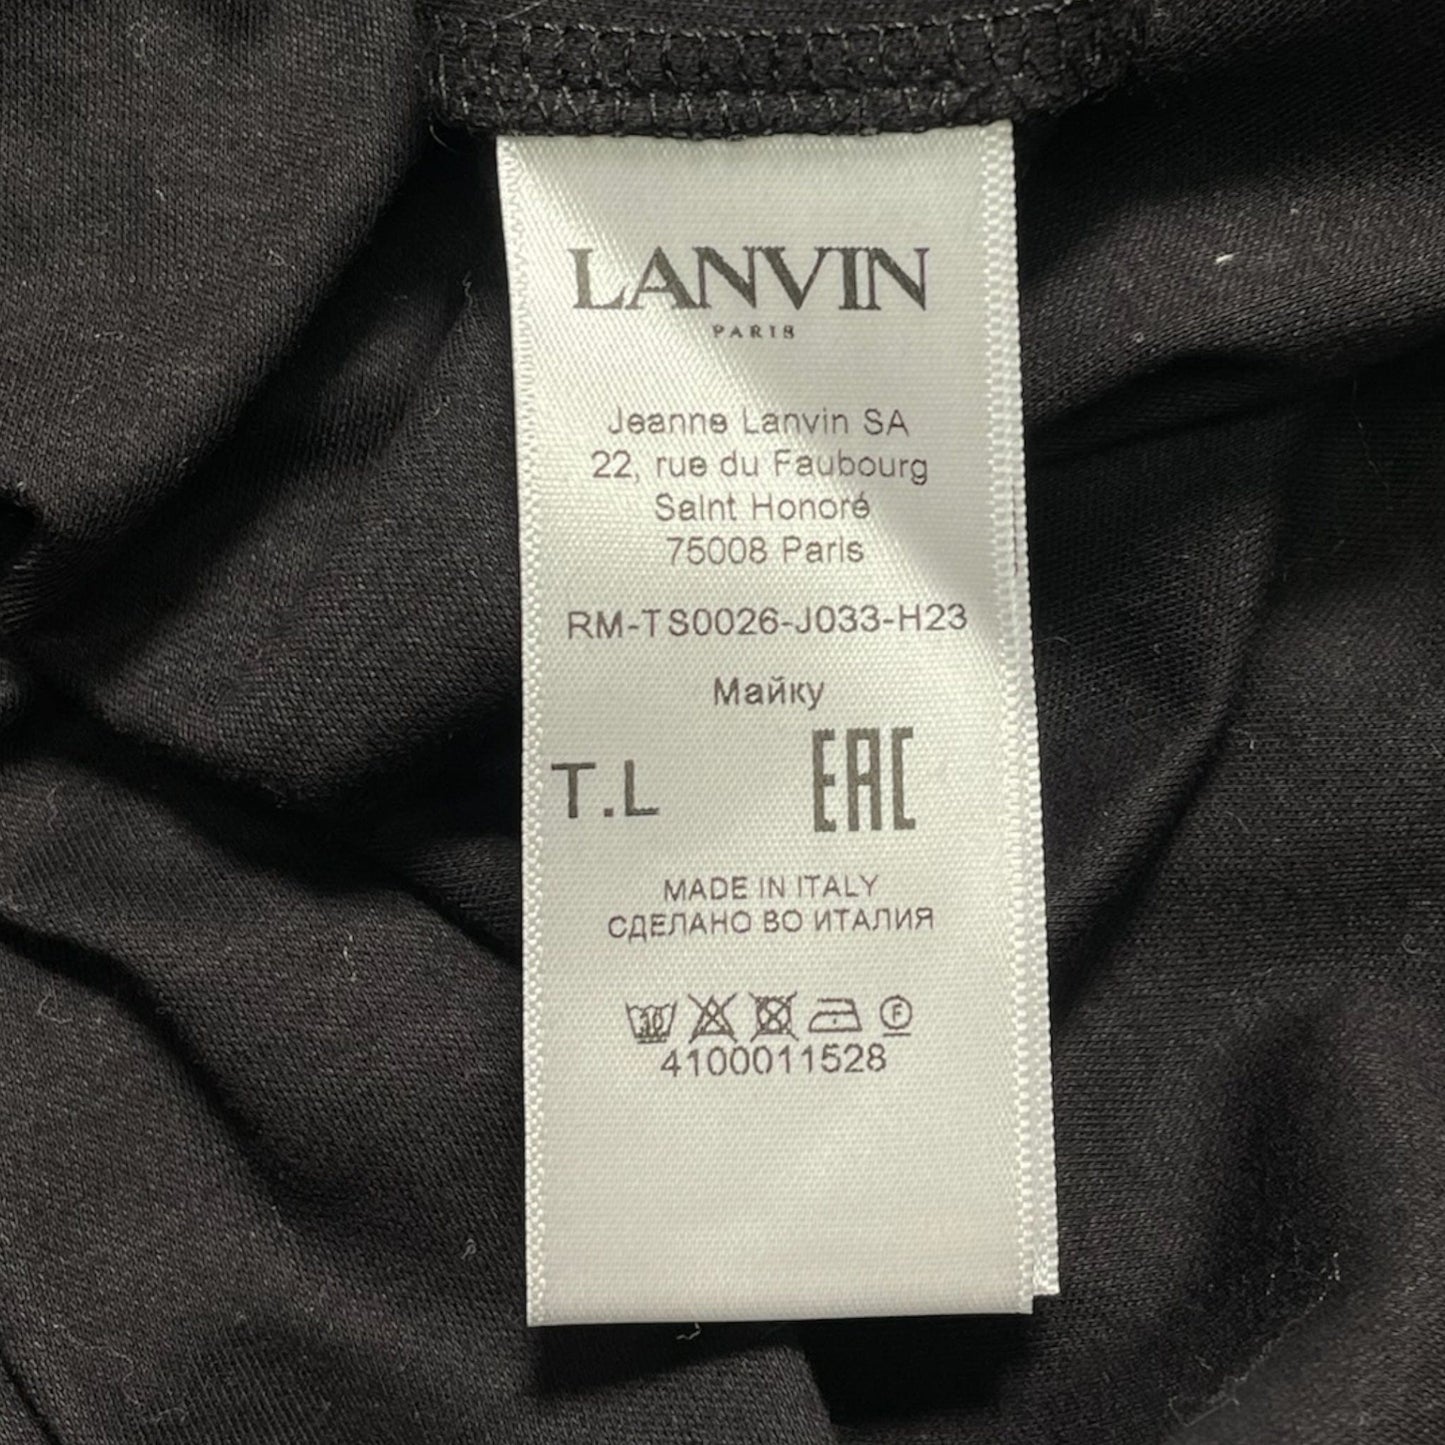 LANVIN
PARIS
Jeanne Lanvin SA
22, rue du Faubourg
Saint Honoré
75008 Paris
RM-TS0026-J033-H23
Майку
T.L EAC
MADE IN ITALY
СДЕЛАНО ВО ИТАЛИЯ
30 F
4100011528